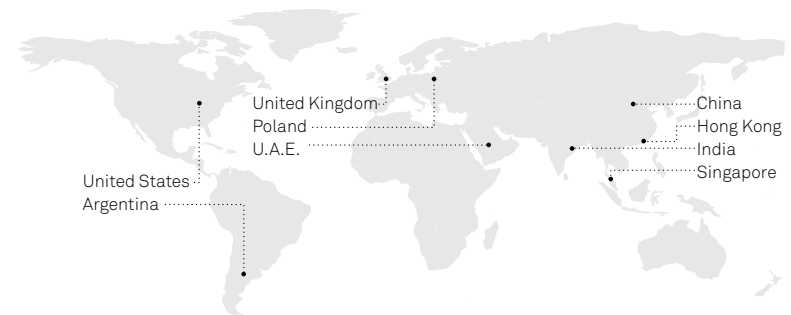 United Kingdom
Poland
U.A.E.
United States
Argentina
China
Hong Kong
India
Singapore